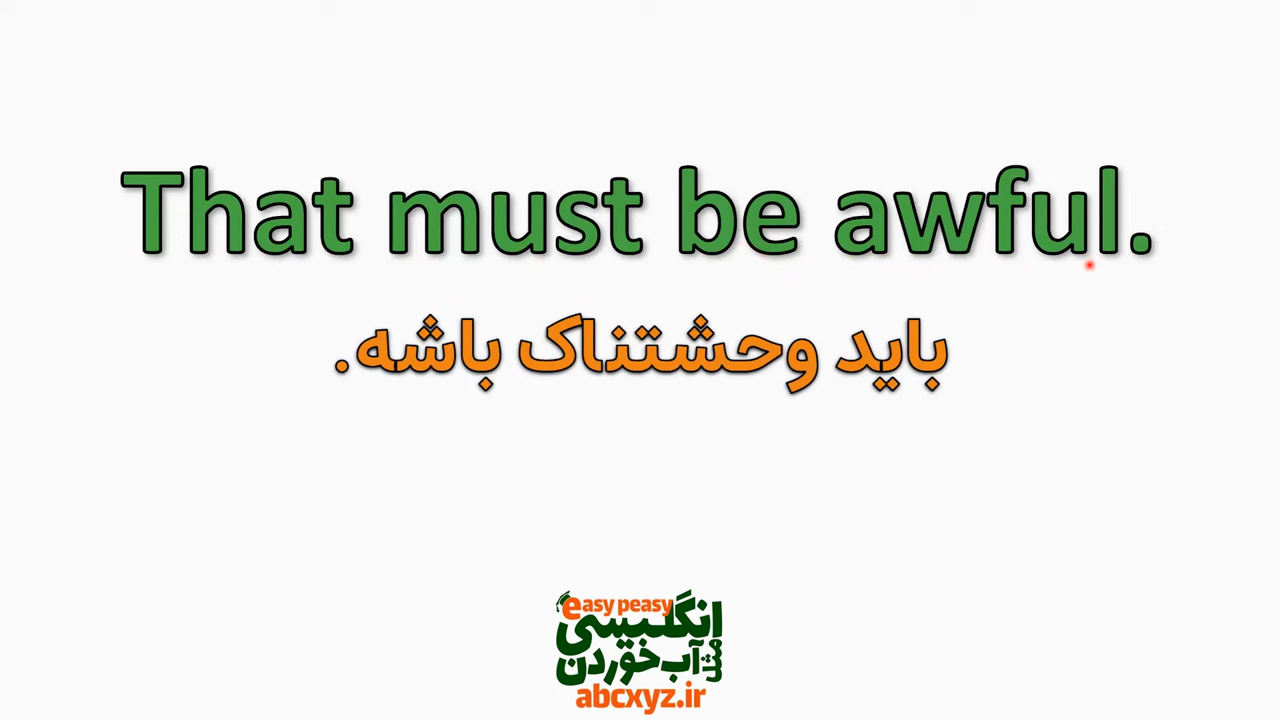 That must be awful.
باید وحشتناک باشه.
easy peasy
انگلیسی
مثل آب خوردن
abcxyz.ir